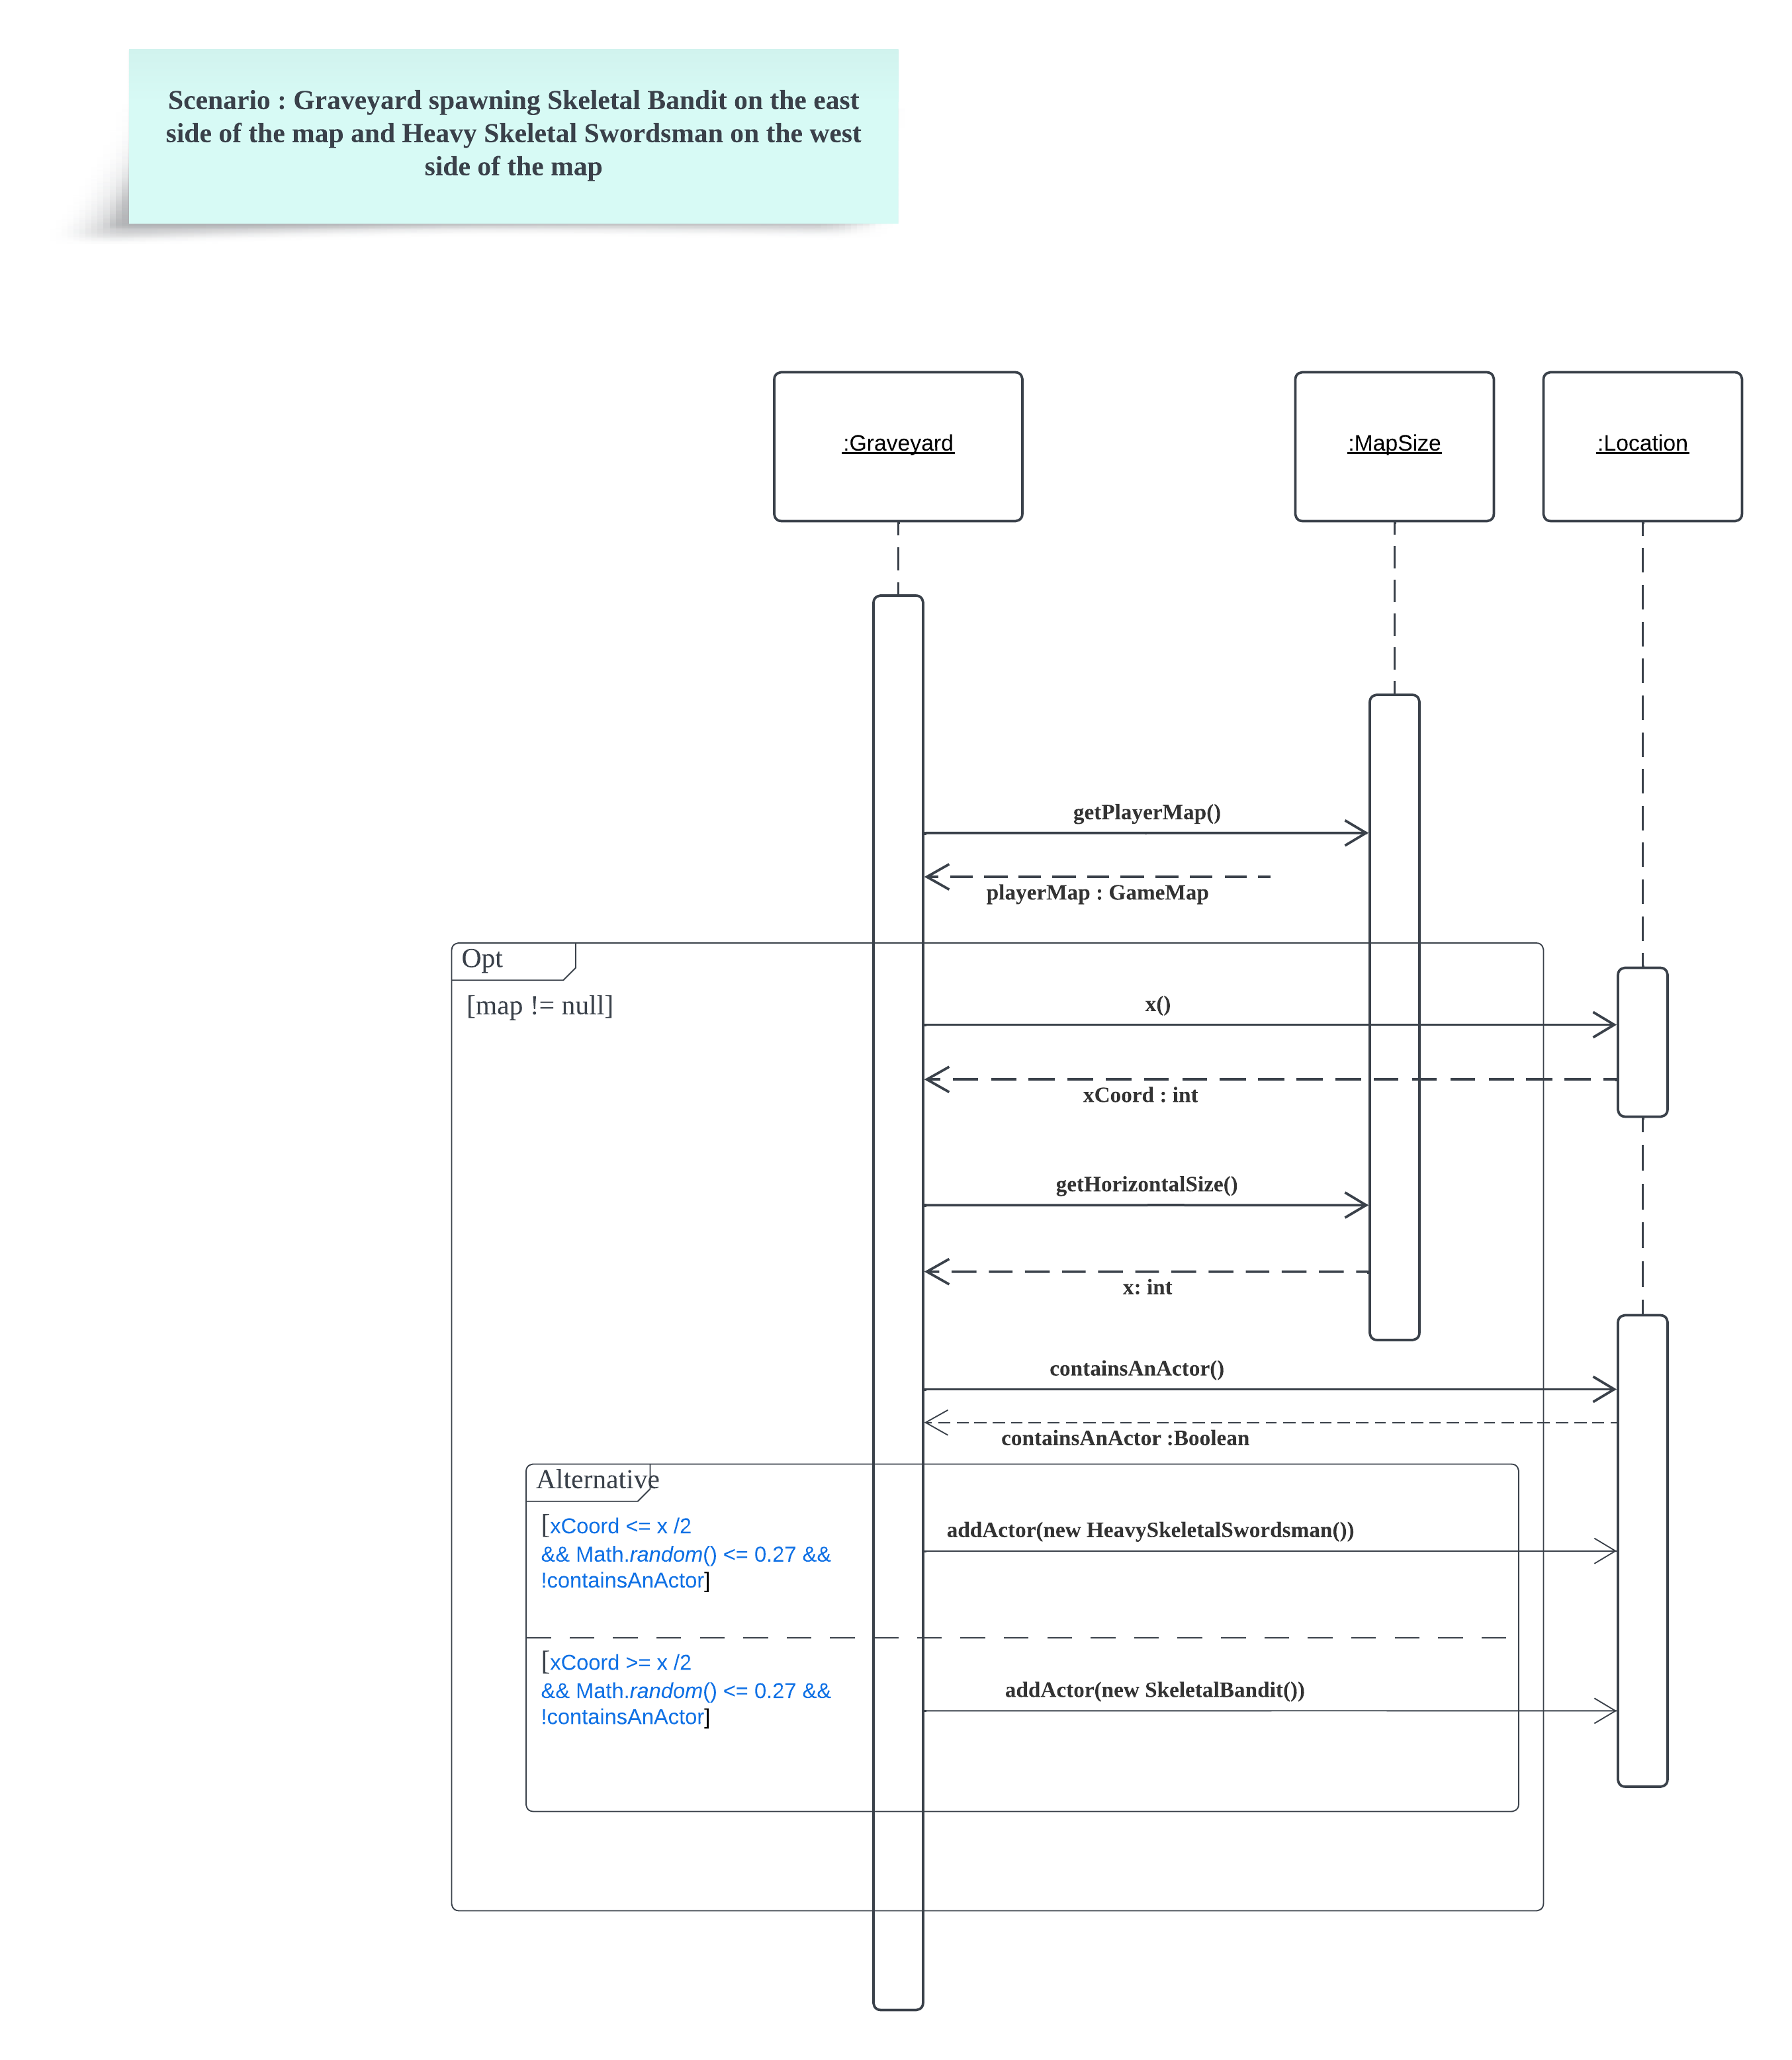 Scenario : Graveyard spawning Skeletal Bandit on the east
side of the map and Heavy Skeletal Swordsman on the west
side of the map
:Graveyard
:MapSize
:Location
getPlayerMap()
playerMap : GameMap
Opt
[map != null]
x()
xCoord : int
getHorizontalSize()
x: int
containsAnActor()
containsAnActor :Boolean
Alternative
[xCoord <= x /2
&& Math.random() <= 0.27 &&
!containsAnActor]
addActor(new HeavySkeletalSwordsman())
[xCoord >= x /2
&& Math.random() <= 0.27 &&
!containsAnActor]
addActor(new SkeletalBandit())